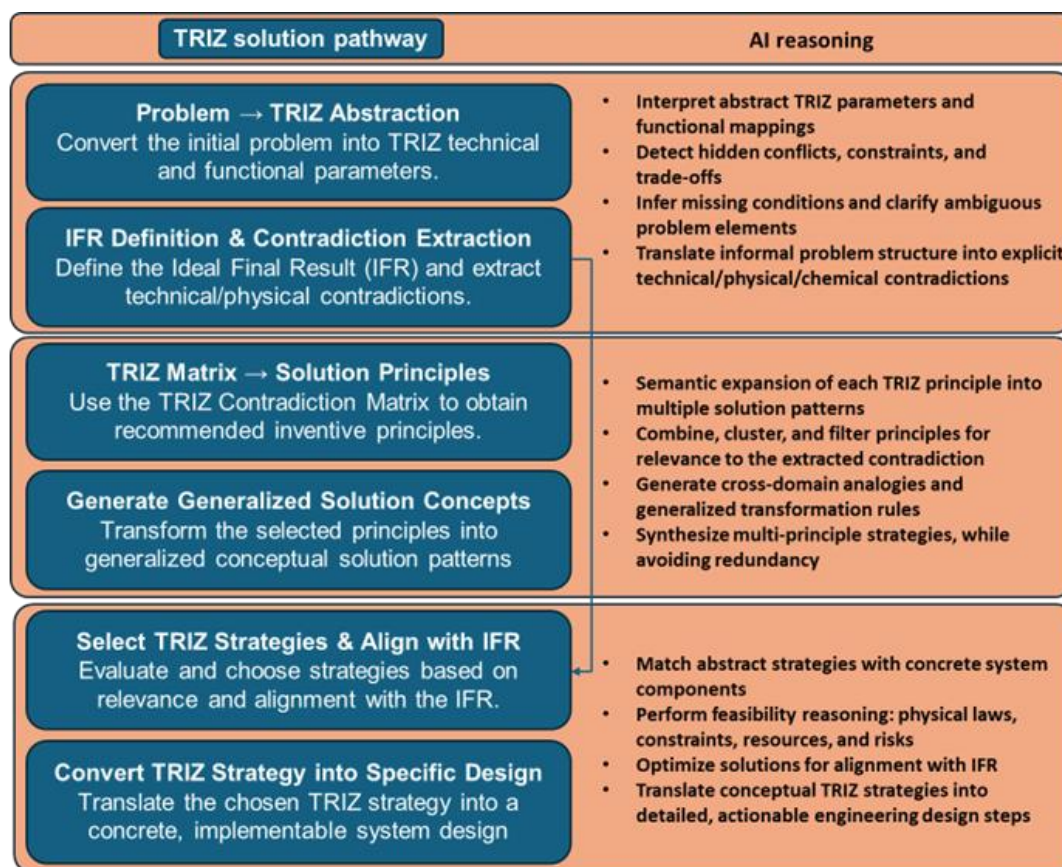 TRIZ solution pathway
AI reasoning
Problem → TRIZ Abstraction
Convert the initial problem into TRIZ technical
and functional parameters.
IFR Definition & Contradiction Extraction
Define the Ideal Final Result (IFR) and extract
technical/physical contradictions.
• Interpret abstract TRIZ parameters and
functional mappings
• Detect hidden conflicts, constraints, and
trade-offs
• Infer missing conditions and clarify ambiguous
problem elements
• Translate informal problem structure into explicit
technical/physical/chemical contradictions
TRIZ Matrix → Solution Principles
Use the TRIZ Contradiction Matrix to obtain
recommended inventive principles.
Generate Generalized Solution Concepts
Transform the selected principles into
generalized conceptual solution patterns
• Semantic expansion of each TRIZ principle into
multiple solution patterns
• Combine, cluster, and filter principles for
relevance to the extracted contradiction
• Generate cross-domain analogies and
generalized transformation rules
• Synthesize multi-principle strategies, while
avoiding redundancy
Select TRIZ Strategies & Align with IFR
Evaluate and choose strategies based on
relevance and alignment with the IFR.
Convert TRIZ Strategy into Specific Design
Translate the chosen TRIZ strategy into a
concrete, implementable system design
• Match abstract strategies with concrete system
components
• Perform feasibility reasoning: physical laws,
constraints, resources, and risks
• Optimize solutions for alignment with IFR
• Translate conceptual TRIZ strategies into
detailed, actionable engineering design steps